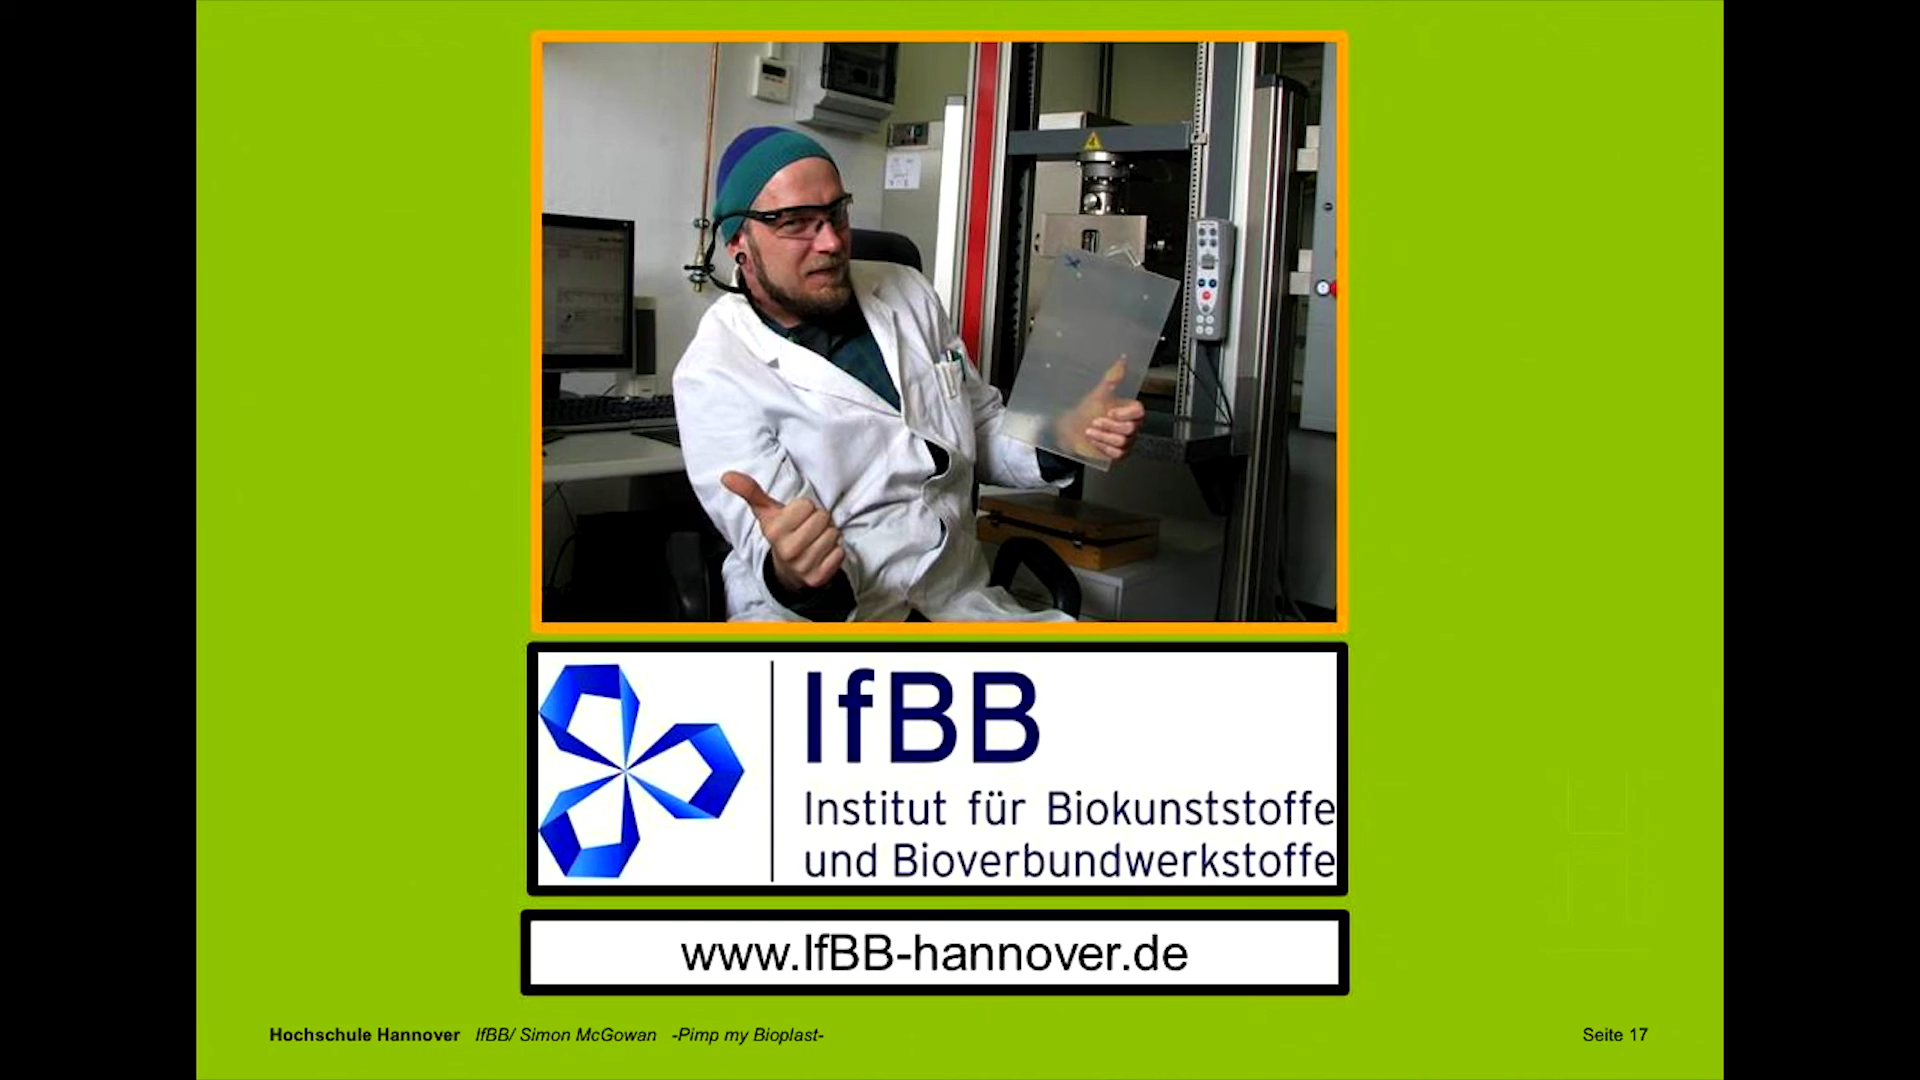 IfBB
Institut für Biokunststoffe
und Bioverbundwerkstoffe
www.IfBB-hannover.de
Hochschule Hannover IfBB/ Simon McGowan -Pimp my Bioplast- Seite 17